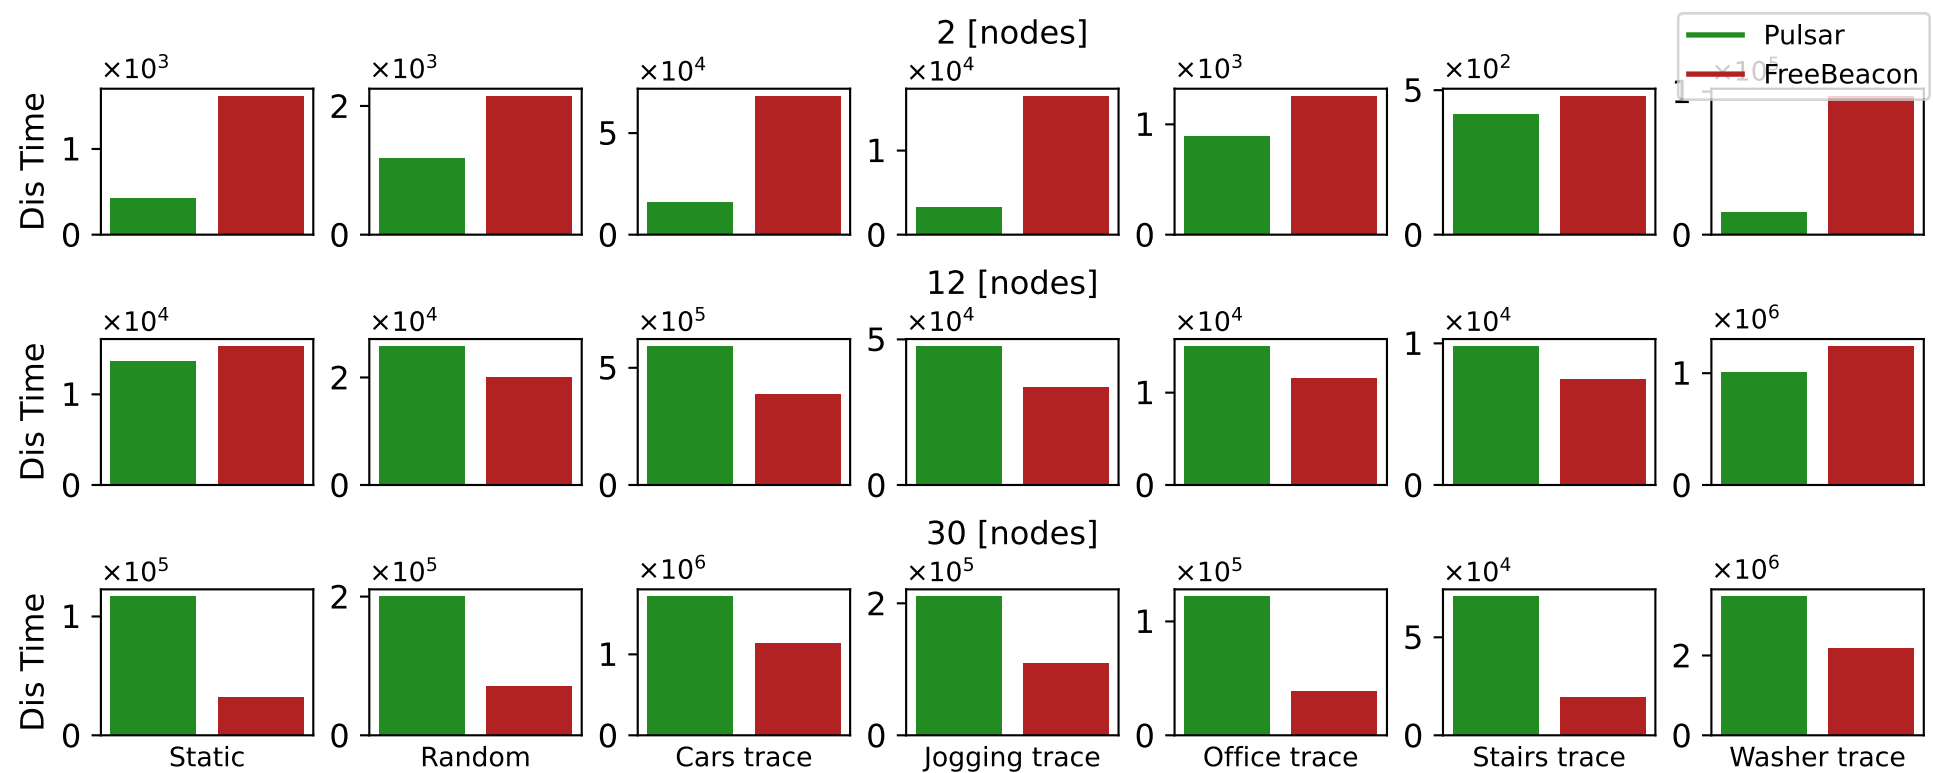 2 [nodes]
Pulsar
FreeBeacon
×10³ ×10³ ×10⁴ ×10⁴ ×10³ ×10² ×10⁵
Dis Time
1 0
2 0
5 0
1 0
1 0
5 0
1 0
12 [nodes]
×10⁴ ×10⁴ ×10⁵ ×10⁴ ×10⁴ ×10⁴ ×10⁶
Dis Time
1 0
2 0
5 0
5 0
1 0
1 0
1 0
30 [nodes]
×10⁵ ×10⁵ ×10⁶ ×10⁵ ×10⁵ ×10⁴ ×10⁶
Dis Time
1 0
2 0
1 0
2 0
1 0
5 0
2 0
Static Random Cars trace Jogging trace Office trace Stairs trace Washer trace